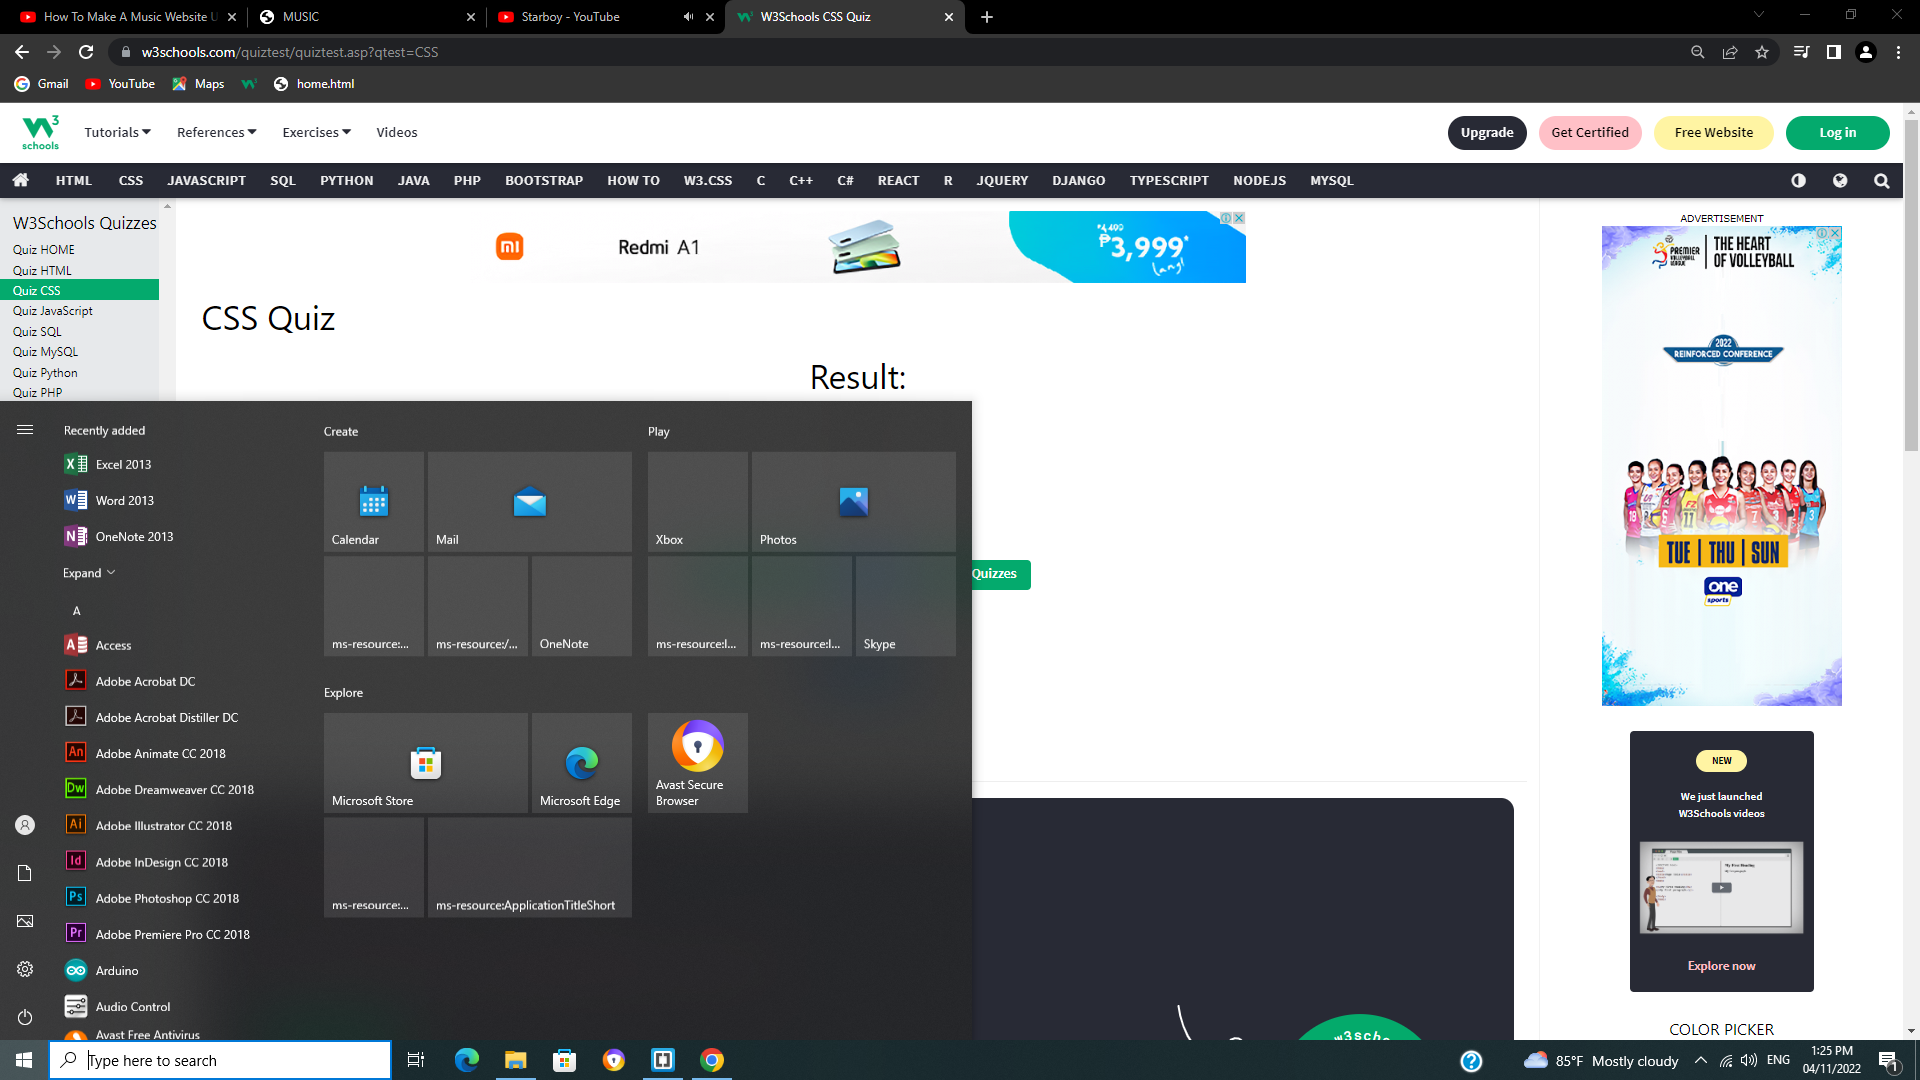 How To Make A Music Website U
MUSIC
Starboy - YouTube
W3Schools CSS Quiz
w3schools.com/quiztest/quiztest.asp?qtest=CSS
Gmail
YouTube
Maps
home.html
3
schools
Tutorials
References
Exercises
Videos
Upgrade
Get Certified
Free Website
Log in
HTML
CSS
JAVASCRIPT
SQL
PYTHON
JAVA
PHP
BOOTSTRAP
HOW TO
W3.CSS
C
C++
C#
REACT
R
JQUERY
DJANGO
TYPESCRIPT
NODEJS
MYSQL
W3Schools Quizzes
Quiz HOME
Quiz HTML
Quiz CSS
Quiz JavaScript
Quiz SQL
Quiz MySQL
Quiz Python
Quiz PHP
mi
Redmi A1
₱4,499
₱3,999*
lang!
CSS Quiz
Result:
Quizzes
ADVERTISEMENT
PREMIER
VOLLEYBALL
LEAGUE
THE HEART
OF VOLLEYBALL
2022
REINFORCED CONFERENCE
TUE | THU | SUN
one
sports
NEW
We just launched
W3Schools videos
Explore now
COLOR PICKER
w3scho
Recently added
Excel 2013
Word 2013
OneNote 2013
Expand
A
Access
Adobe Acrobat DC
Adobe Acrobat Distiller DC
Adobe Animate CC 2018
Adobe Dreamweaver CC 2018
Adobe Illustrator CC 2018
Adobe InDesign CC 2018
Adobe Photoshop CC 2018
Adobe Premiere Pro CC 2018
Arduino
Audio Control
Avast Free Antivirus
Create
Calendar
Mail
ms-resource:...
ms-resource:/...
OneNote
Play
Xbox
Photos
ms-resource:l...
ms-resource:l...
Skype
Explore
Microsoft Store
Microsoft Edge
Avast Secure
Browser
ms-resource:...
ms-resource:ApplicationTitleShort
Type here to search
85°F Mostly cloudy
ENG
1:25 PM
04/11/2022
1